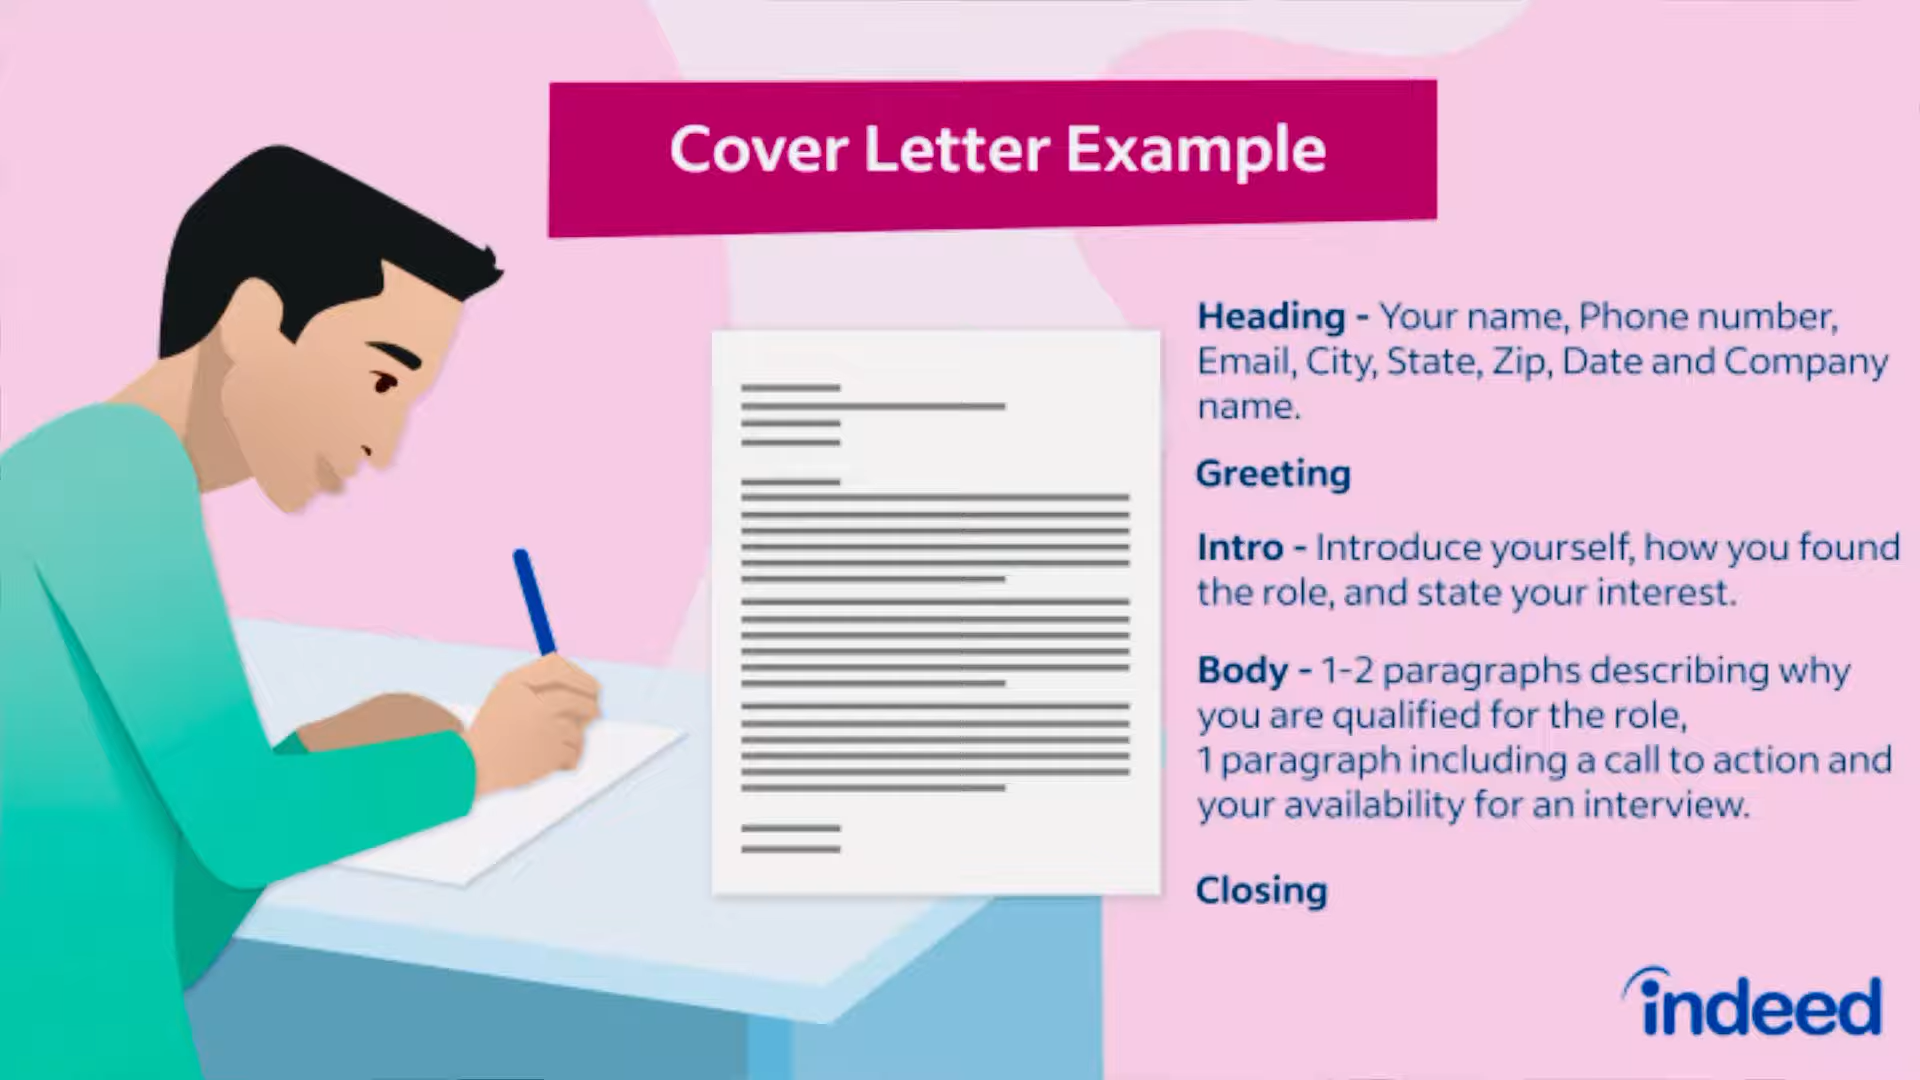 Cover Letter Example
Heading - Your name, Phone number,
Email, City, State, Zip, Date and Company
name.
Greeting
Intro - Introduce yourself, how you found
the role, and state your interest.
Body - 1-2 paragraphs describing why
you are qualified for the role,
1 paragraph including a call to action and
your availability for an interview.
Closing
indeed